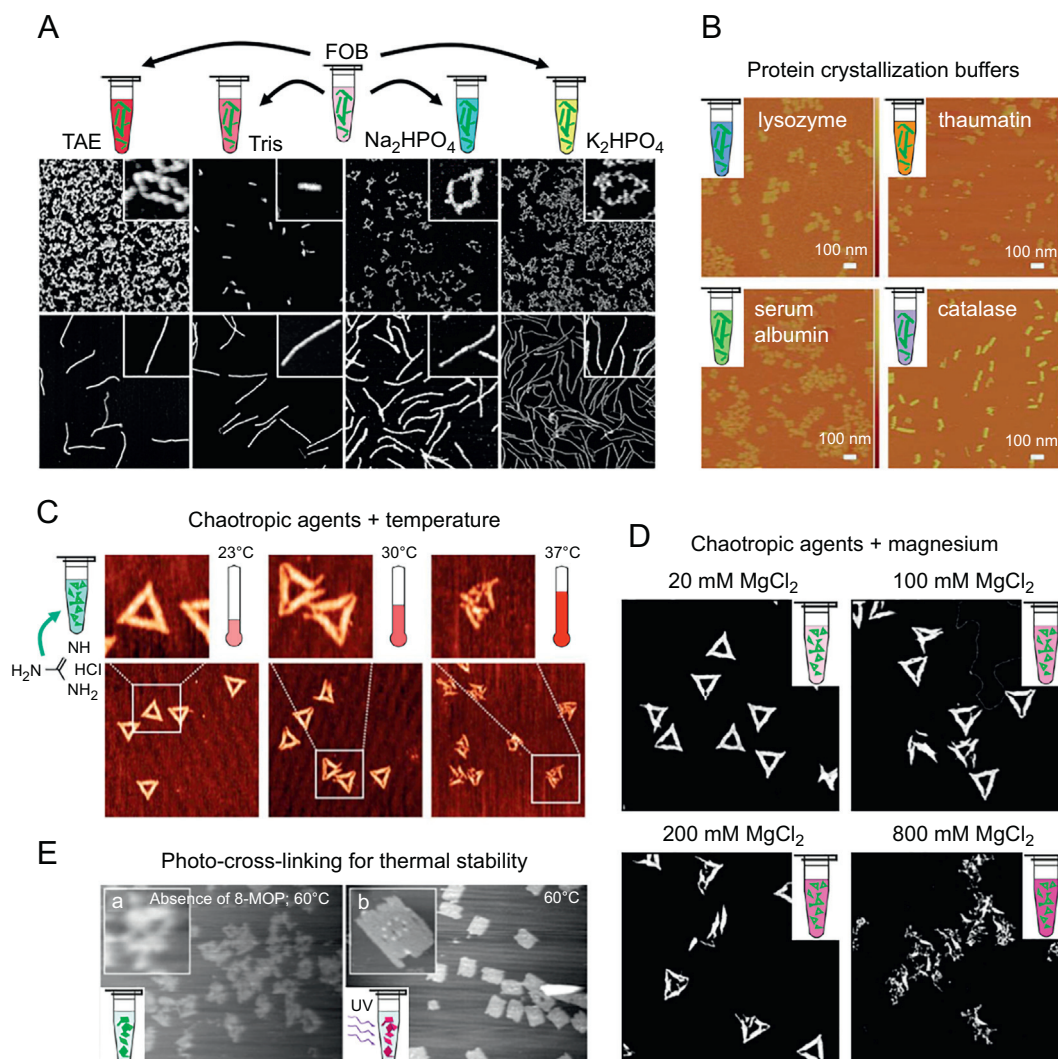 A
FOB
TAE
Tris
Na₂HPO₄
K₂HPO₄
B
Protein crystallization buffers
lysozyme
thaumatin
100 nm
100 nm
serum
albumin
catalase
100 nm
100 nm
C
Chaotropic agents + temperature
23°C
30°C
37°C
NH
H₂N
HCl
NH₂
D
Chaotropic agents + magnesium
20 mM MgCl₂
100 mM MgCl₂
200 mM MgCl₂
800 mM MgCl₂
E
Photo-cross-linking for thermal stability
a
Absence of 8-MOP; 60°C
b
60°C
UV